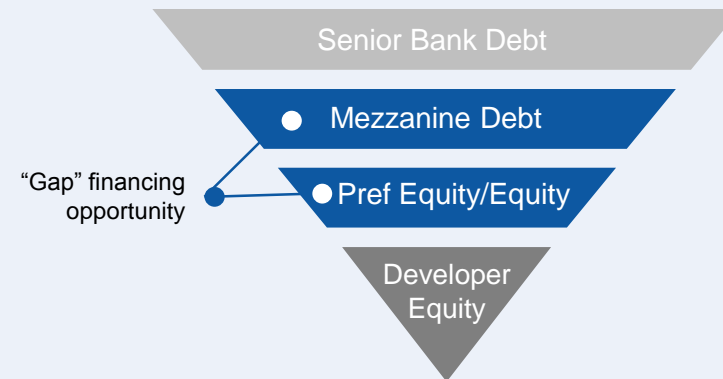 Senior Bank Debt
Mezzanine Debt
“Gap” financing
opportunity
Pref Equity/Equity
Developer
Equity